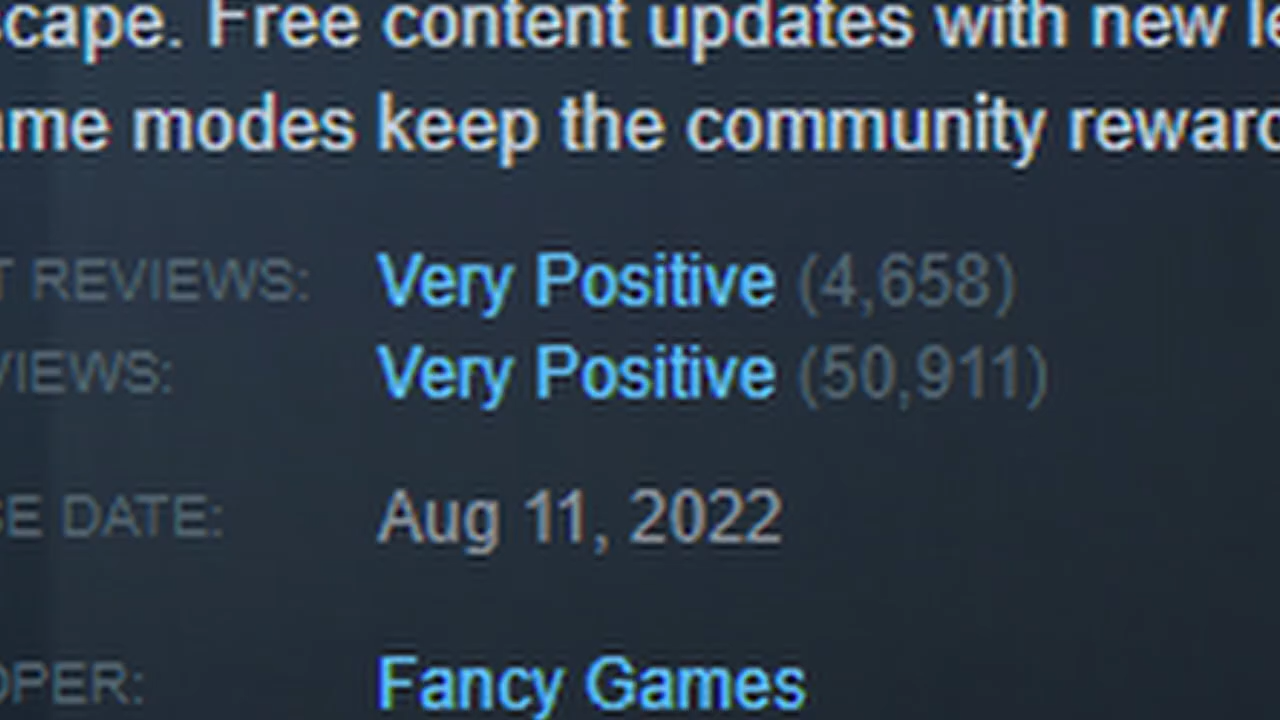 scape. Free content updates with new le
ame modes keep the community reward
T REVIEWS: Very Positive (4,658)
VIEWS: Very Positive (50,911)
SE DATE: Aug 11, 2022
OPER: Fancy Games